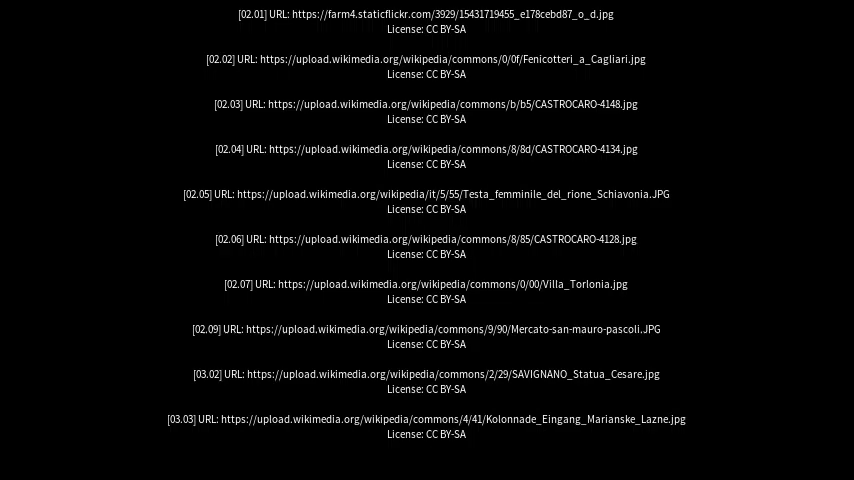 [02.01] URL: https://farm4.staticflickr.com/3929/15431719455_e178cebd87_o_d.jpg
License: CC BY-SA
[02.02] URL: https://upload.wikimedia.org/wikipedia/commons/0/0f/Fenicotteri_a_Cagliari.jpg
License: CC BY-SA
[02.03] URL: https://upload.wikimedia.org/wikipedia/commons/b/b5/CASTROCARO-4148.jpg
License: CC BY-SA
[02.04] URL: https://upload.wikimedia.org/wikipedia/commons/8/8d/CASTROCARO-4134.jpg
License: CC BY-SA
[02.05] URL: https://upload.wikimedia.org/wikipedia/it/5/55/Testa_femminile_del_rione_Schiavonia.JPG
License: CC BY-SA
[02.06] URL: https://upload.wikimedia.org/wikipedia/commons/8/85/CASTROCARO-4128.jpg
License: CC BY-SA
[02.07] URL: https://upload.wikimedia.org/wikipedia/commons/0/00/Villa_Torlonia.jpg
License: CC BY-SA
[02.09] URL: https://upload.wikimedia.org/wikipedia/commons/9/90/Mercato-san-mauro-pascoli.JPG
License: CC BY-SA
[03.02] URL: https://upload.wikimedia.org/wikipedia/commons/2/29/SAVIGNANO_Statua_Cesare.jpg
License: CC BY-SA
[03.03] URL: https://upload.wikimedia.org/wikipedia/commons/4/41/Kolonnade_Eingang_Marianske_Lazne.jpg
License: CC BY-SA